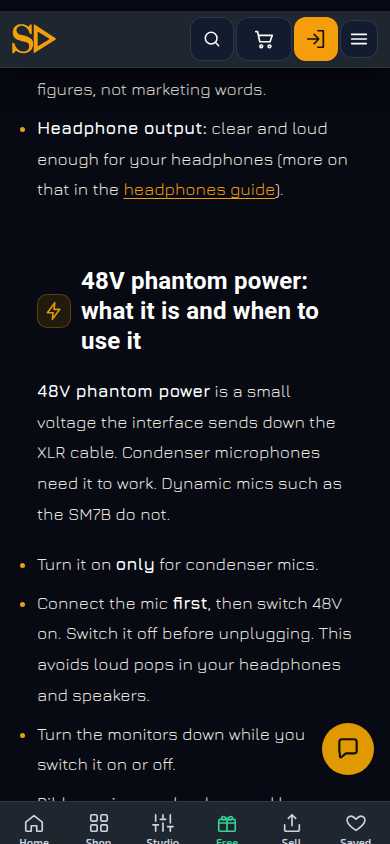 figures, not marketing words.
Headphone output: clear and loud
enough for your headphones (more on
that in the headphones guide).
48V phantom power:
what it is and when to
use it
48V phantom power is a small
voltage the interface sends down the
XLR cable. Condenser microphones
need it to work. Dynamic mics such as
the SM7B do not.
Turn it on only for condenser mics.
Connect the mic first, then switch 48V
on. Switch it off before unplugging. This
avoids loud pops in your headphones
and speakers.
Turn the monitors down while you
switch it on or off.
Home Shop Studio Free Sell Saved